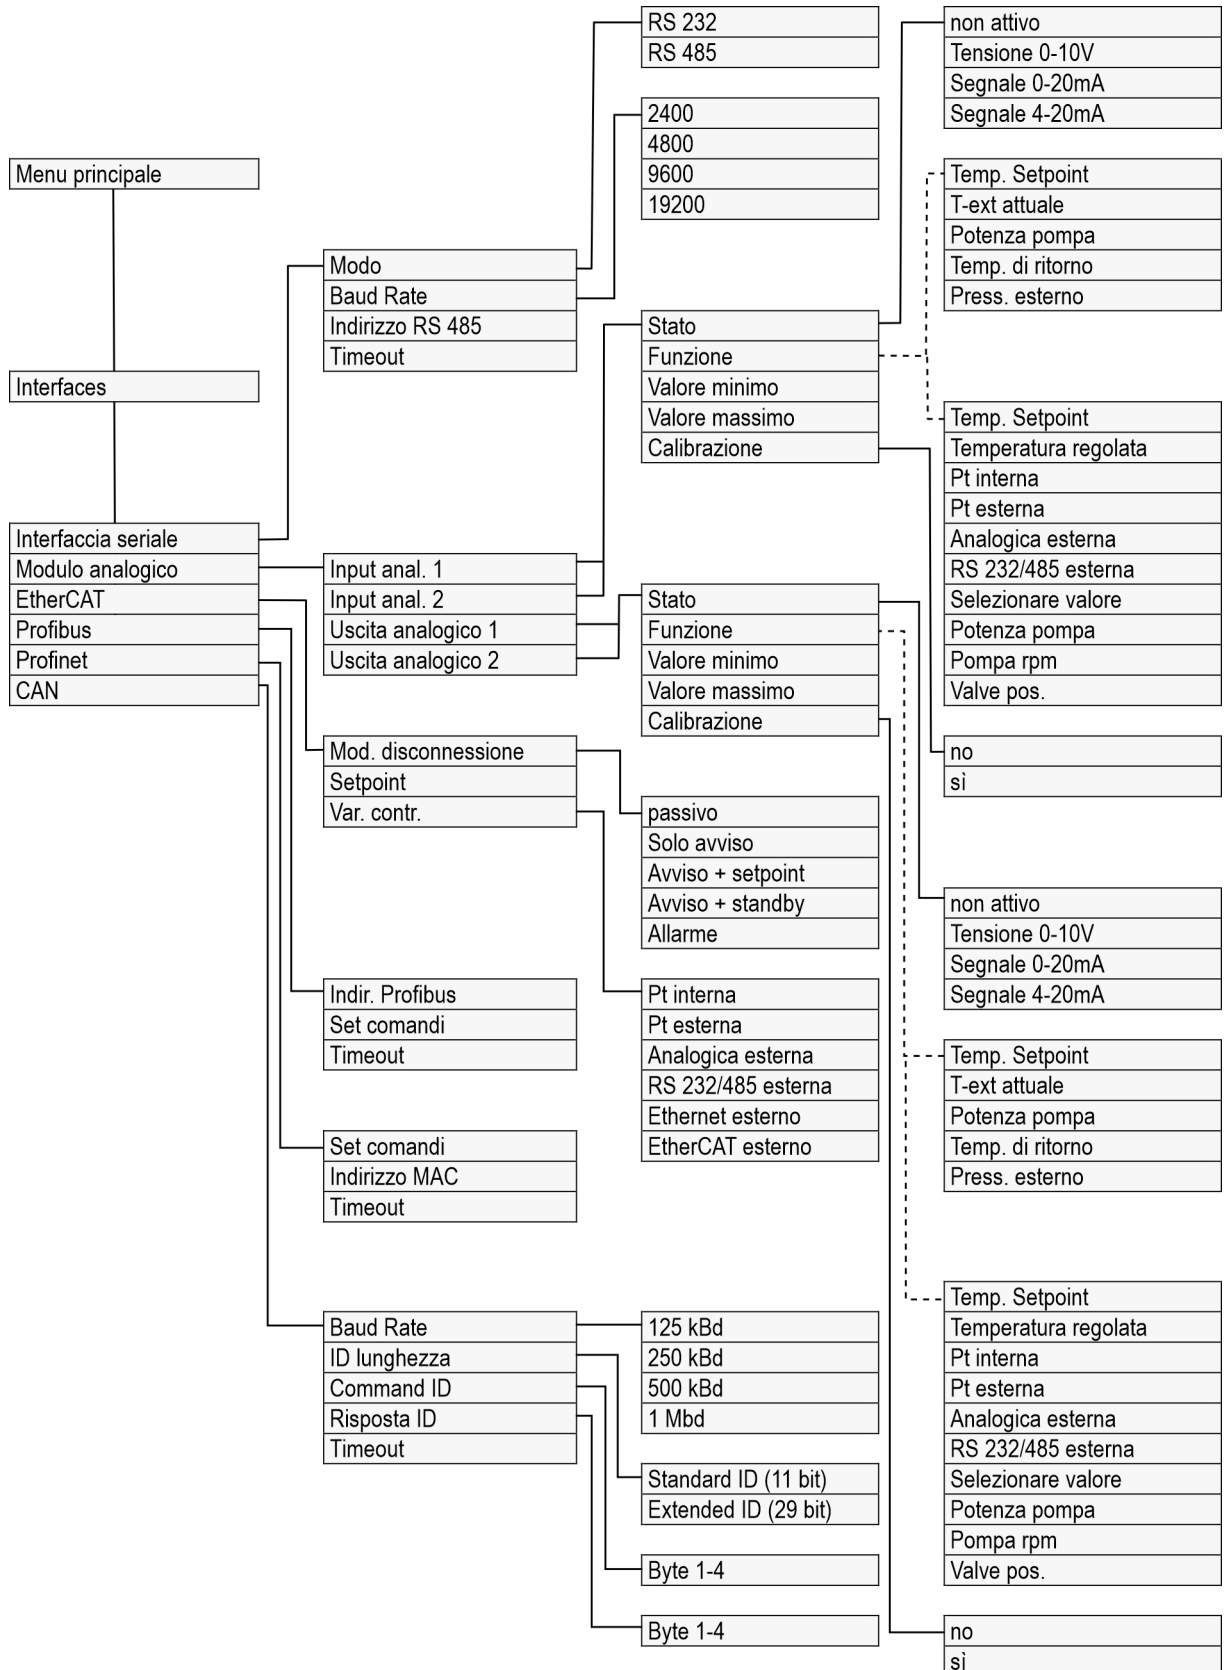 Menu principale
Interfaces
Interfaccia seriale
Modulo analogico
EtherCAT
Profibus
Profinet
CAN
Modo
Baud Rate
Indirizzo RS 485
Timeout
Input anal. 1
Input anal. 2
Uscita analogico 1
Uscita analogico 2
Mod. disconnessione
Setpoint
Var. contr.
Indir. Profibus
Set comandi
Timeout
Set comandi
Indirizzo MAC
Timeout
Baud Rate
ID lunghezza
Command ID
Risposta ID
Timeout
RS 232
RS 485
2400
4800
9600
19200
Stato
Funzione
Valore minimo
Valore massimo
Calibrazione
Stato
Funzione
Valore minimo
Valore massimo
Calibrazione
passivo
Solo avviso
Avviso + setpoint
Avviso + standby
Allarme
Pt interna
Pt esterna
Analogica esterna
RS 232/485 esterna
Ethernet esterno
EtherCAT esterno
125 kBd
250 kBd
500 kBd
1 Mbd
Standard ID (11 bit)
Extended ID (29 bit)
Byte 1-4
Byte 1-4
non attivo
Tensione 0-10V
Segnale 0-20mA
Segnale 4-20mA
Temp. Setpoint
T-ext attuale
Potenza pompa
Temp. di ritorno
Press. esterno
Temp. Setpoint
Temperatura regolata
Pt interna
Pt esterna
Analogica esterna
RS 232/485 esterna
Selezionare valore
Potenza pompa
Pompa rpm
Valve pos.
no
sì
non attivo
Tensione 0-10V
Segnale 0-20mA
Segnale 4-20mA
Temp. Setpoint
T-ext attuale
Potenza pompa
Temp. di ritorno
Press. esterno
Temp. Setpoint
Temperatura regolata
Pt interna
Pt esterna
Analogica esterna
RS 232/485 esterna
Selezionare valore
Potenza pompa
Pompa rpm
Valve pos.
no
sì